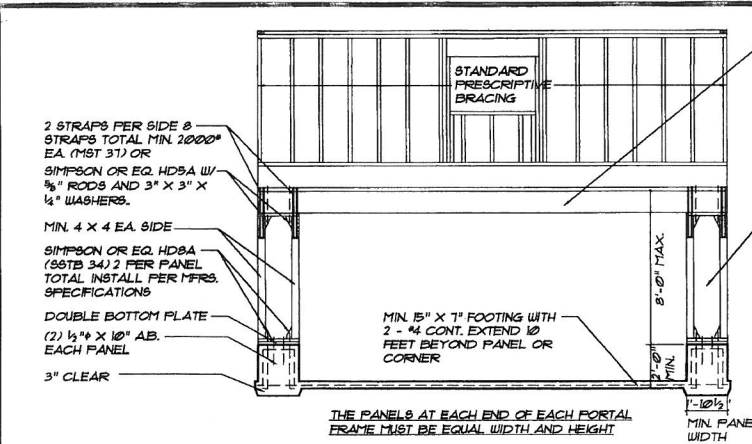 STANDARD
PRESCRIPTIVE
BRACING
2 STRAPS PER SIDE 8
STRAPS TOTAL MIN. 2000#
EA. (MST 37) OR
SIMPSON OR EQ. HD5A W/
5/8" RODS AND 3" X 3" X
1/4" WASHERS.
MIN. 4 X 4 EA. SIDE
SIMPSON OR EQ. HD8A
(SSTB 34) 2 PER PANEL
TOTAL INSTALL PER MFRS.
SPECIFICATIONS
DOUBLE BOTTOM PLATE
(2) 1/2"φ X 10" A.B.
EACH PANEL
3" CLEAR
MIN. 15" X 7" FOOTING WITH
2 - #4 CONT. EXTEND 10
FEET BEYOND PANEL OR
CORNER
8'-0" MAX.
2'-0"
MIN.
1'-10 1/2"
MIN. PANE
WIDTH
THE PANELS AT EACH END OF EACH PORTAL
FRAME MUST BE EQUAL WIDTH AND HEIGHT